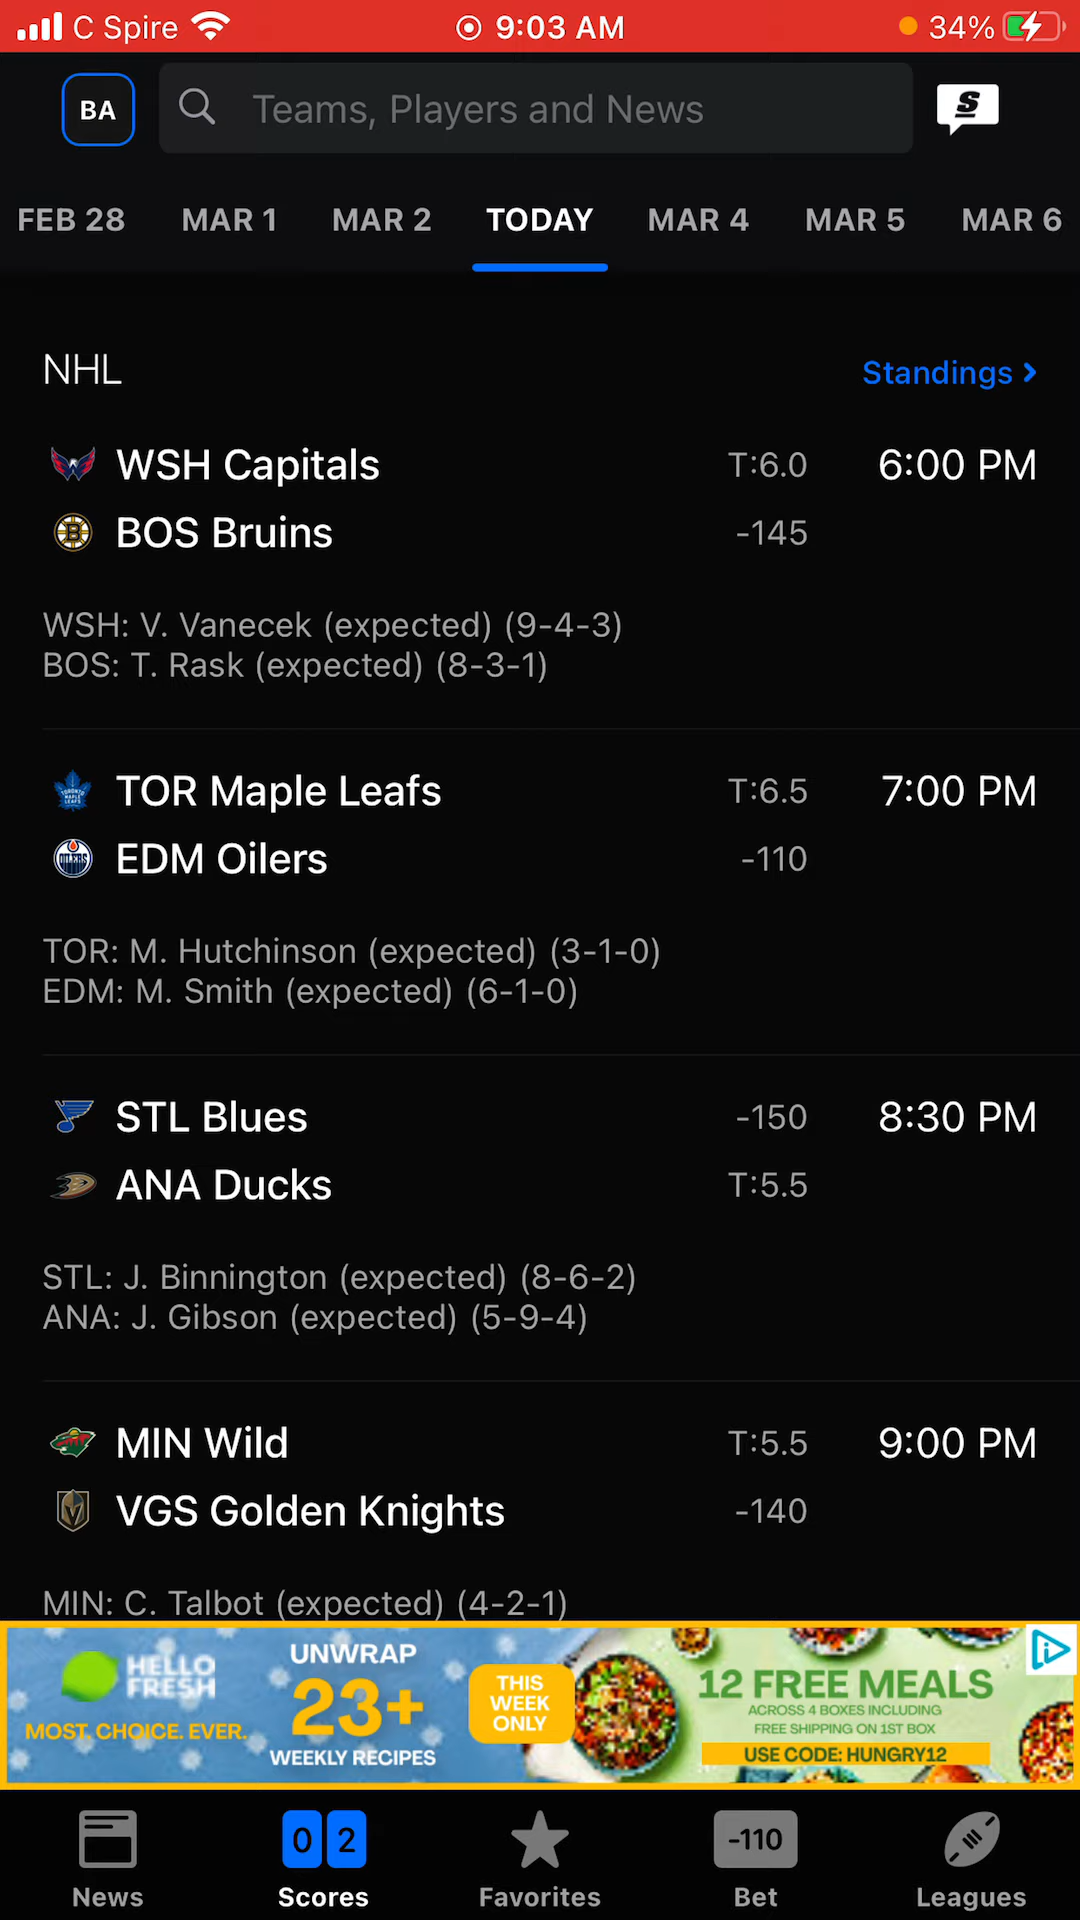 C Spire 9:03 AM 34%
BA Teams, Players and News S
FEB 28 MAR 1 MAR 2 TODAY MAR 4 MAR 5 MAR 6
NHL Standings
WSH Capitals T:6.0 6:00 PM
BOS Bruins -145
WSH: V. Vanecek (expected) (9-4-3)
BOS: T. Rask (expected) (8-3-1)
TOR Maple Leafs T:6.5 7:00 PM
EDM Oilers -110
TOR: M. Hutchinson (expected) (3-1-0)
EDM: M. Smith (expected) (6-1-0)
STL Blues -150 8:30 PM
ANA Ducks T:5.5
STL: J. Binnington (expected) (8-6-2)
ANA: J. Gibson (expected) (5-9-4)
MIN Wild T:5.5 9:00 PM
VGS Golden Knights -140
MIN: C. Talbot (expected) (4-2-1)
HELLO
FRESH
MOST. CHOICE. EVER.
UNWRAP
23+
WEEKLY RECIPES
THIS
WEEK
ONLY
12 FREE MEALS
ACROSS 4 BOXES INCLUDING
FREE SHIPPING ON 1ST BOX
USE CODE: HUNGRY12
0 2 -110
News Scores Favorites Bet Leagues